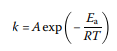 k = A exp(−Ea/RT)